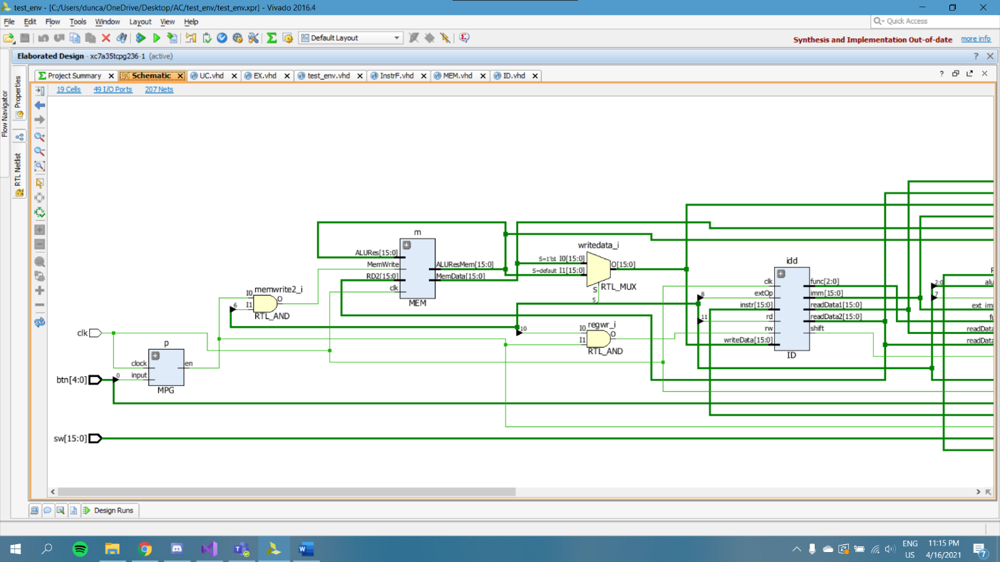 test_env - [C:/Users/dunca/OneDrive/Desktop/AC/test_env/test_env.xpr] - Vivado 2016.4
File Edit Flow Tools Window Layout View Help
Quick Access
Default Layout
Synthesis and Implementation Out-of-date more info
Elaborated Design - xc7a35tcpg236-1 (active)
Project Summary Schematic UC.vhd EX.vhd test_env.vhd InstrF.vhd MEM.vhd ID.vhd
19 Cells 49 I/O Ports 207 Nets
Flow Navigator
Properties
RTL Netlist
m
ALURes[15:0]
MemWrite
RD2[15:0]
clk
ALUResMem[15:0]
MemData[15:0]
MEM
writedata_i
S=1'b1 I0[15:0]
S=default I1[15:0]
O[15:0]
S
RTL_MUX
5
memwrite2_i
I0
I1
O
6
RTL_AND
10
regwr_i
I0
I1
O
RTL_AND
clk
p
clock
input
en
MPG
btn[4:0]
0
sw[15:0]
idd
clk
extOp
instr[15:0]
rd
rw
writeData[15:0]
func[2:0]
imm[15:0]
readData1[15:0]
readData2[15:0]
shift
ID
8
11
2:0
7
alu
ext_im
readData
readData
Design Runs
ENG
US
11:15 PM
4/16/2021
7